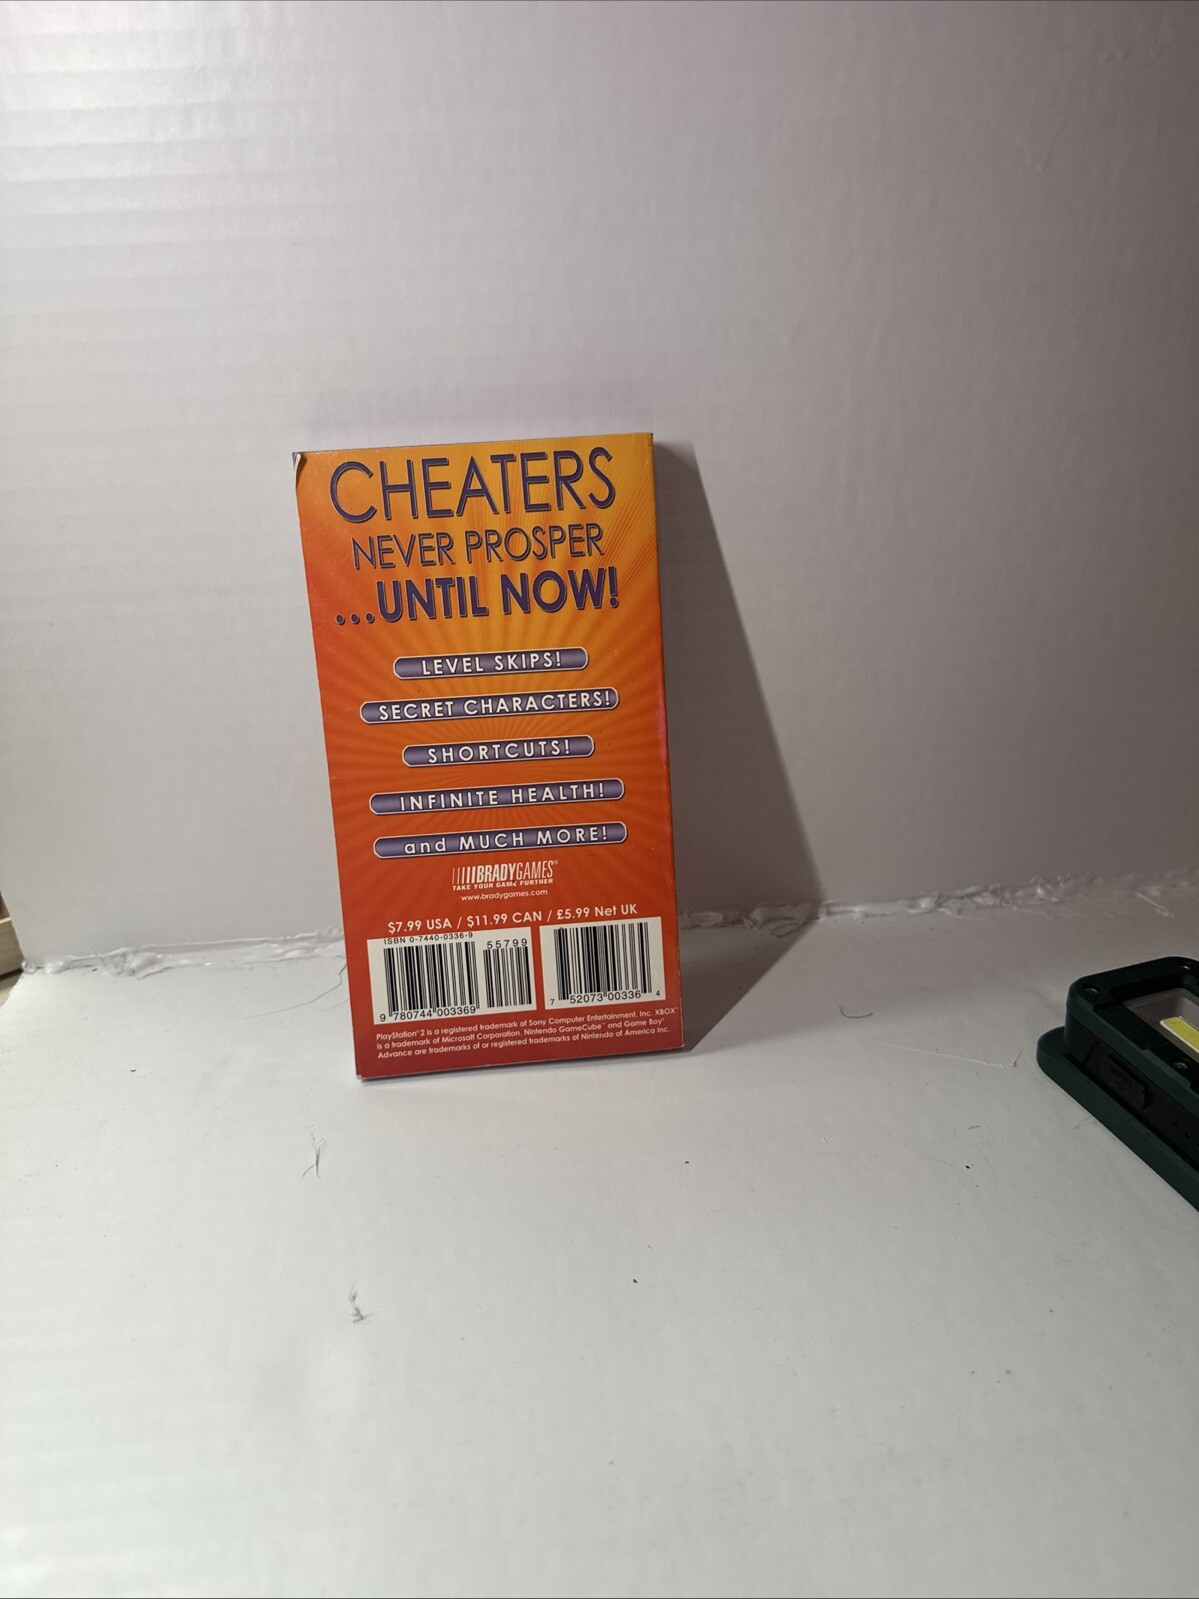 CHEATERS
NEVER PROSPER
...UNTIL NOW!
LEVEL SKIPS!
SECRET CHARACTERS!
SHORTCUTS!
INFINITE HEALTH!
and MUCH MORE!
BRADYGAMES®
TAKE YOUR GAME FURTHER
www.bradygames.com
$7.99 USA / $11.99 CAN / £5.99 Net UK
ISBN 0-7440-0336-9
55799
9 780744 003369
7 52073 00336 4
PlayStation® 2 is a registered trademark of Sony Computer Entertainment, Inc. XBOX™
is a trademark of Microsoft Corporation. Nintendo GameCube™ and Game Boy®
Advance are trademarks of or registered trademarks of Nintendo of America Inc.